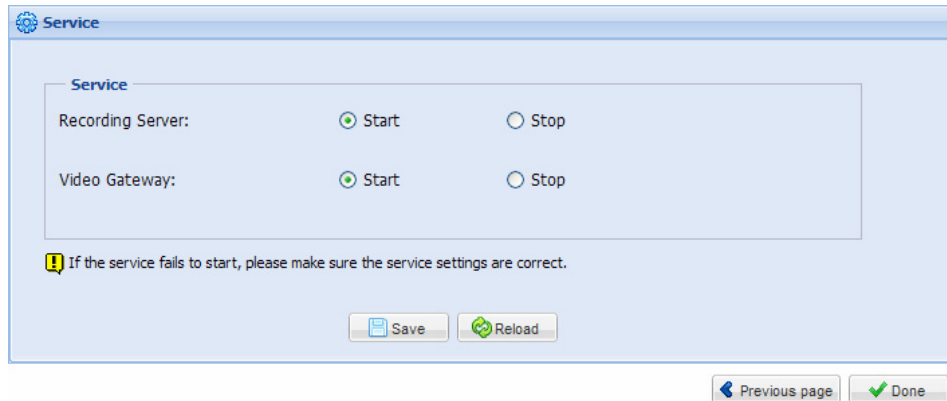 Service
Service
Recording Server: Start Stop
Video Gateway: Start Stop
If the service fails to start, please make sure the service settings are correct.
Save Reload
Previous page Done